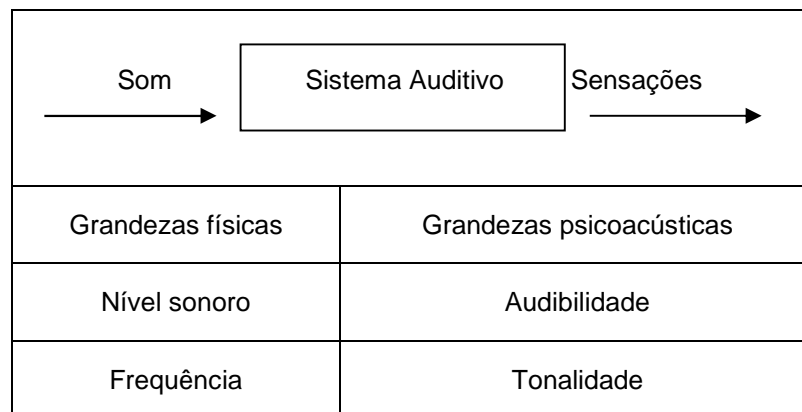 Som Sistema Auditivo Sensações
Grandezas físicas Grandezas psicoacústicas
Nível sonoro Audibilidade
Frequência Tonalidade